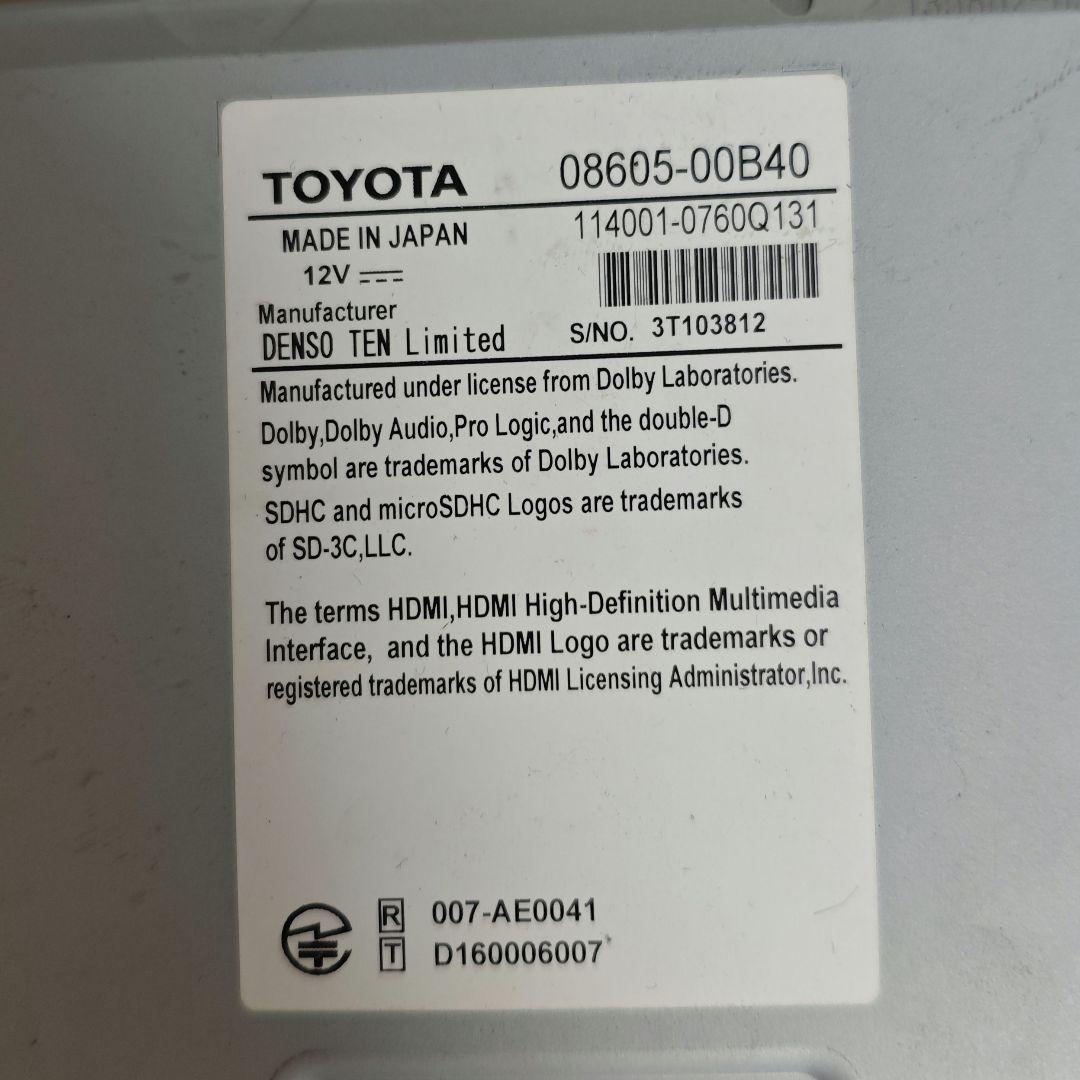 TOYOTA 08605-00B40
MADE IN JAPAN 114001-0760Q131
12V
Manufacturer
DENSO TEN Limited S/NO. 3T103812
Manufactured under license from Dolby Laboratories.
Dolby,Dolby Audio,Pro Logic,and the double-D
symbol are trademarks of Dolby Laboratories.
SDHC and microSDHC Logos are trademarks
of SD-3C,LLC.
The terms HDMI,HDMI High-Definition Multimedia
Interface, and the HDMI Logo are trademarks or
registered trademarks of HDMI Licensing Administrator,Inc.
R 007-AE0041
T D160006007